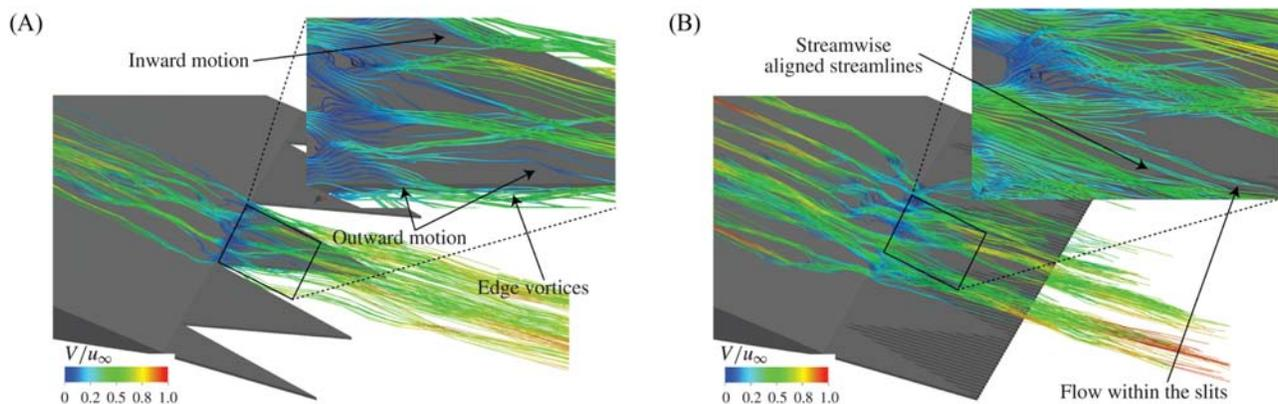 (A)
Inward motion
Outward motion
Edge vortices
V/u∞
0 0.2 0.5 0.8 1.0
(B)
Streamwise
aligned streamlines
V/u∞
0 0.2 0.5 0.8 1.0
Flow within the slits